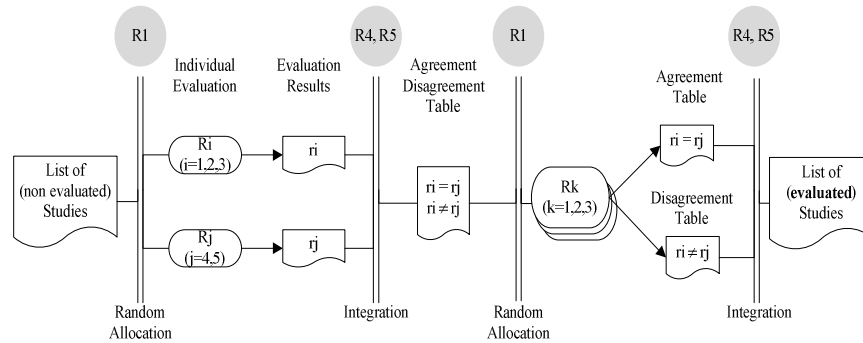 R1
R4, R5
R1
R4, R5
Individual
Evaluation
Evaluation
Results
Agreement
Disagreement
Table
Agreement
Table
List of
(non evaluated)
Studies
Ri
(i=1,2,3)
ri
Rj
(j=4,5)
rj
ri = rj
ri ≠ rj
Rk
(k=1,2,3)
ri = rj
Disagreement
Table
ri ≠ rj
List of
(evaluated)
Studies
Random
Allocation
Integration
Random
Allocation
Integration